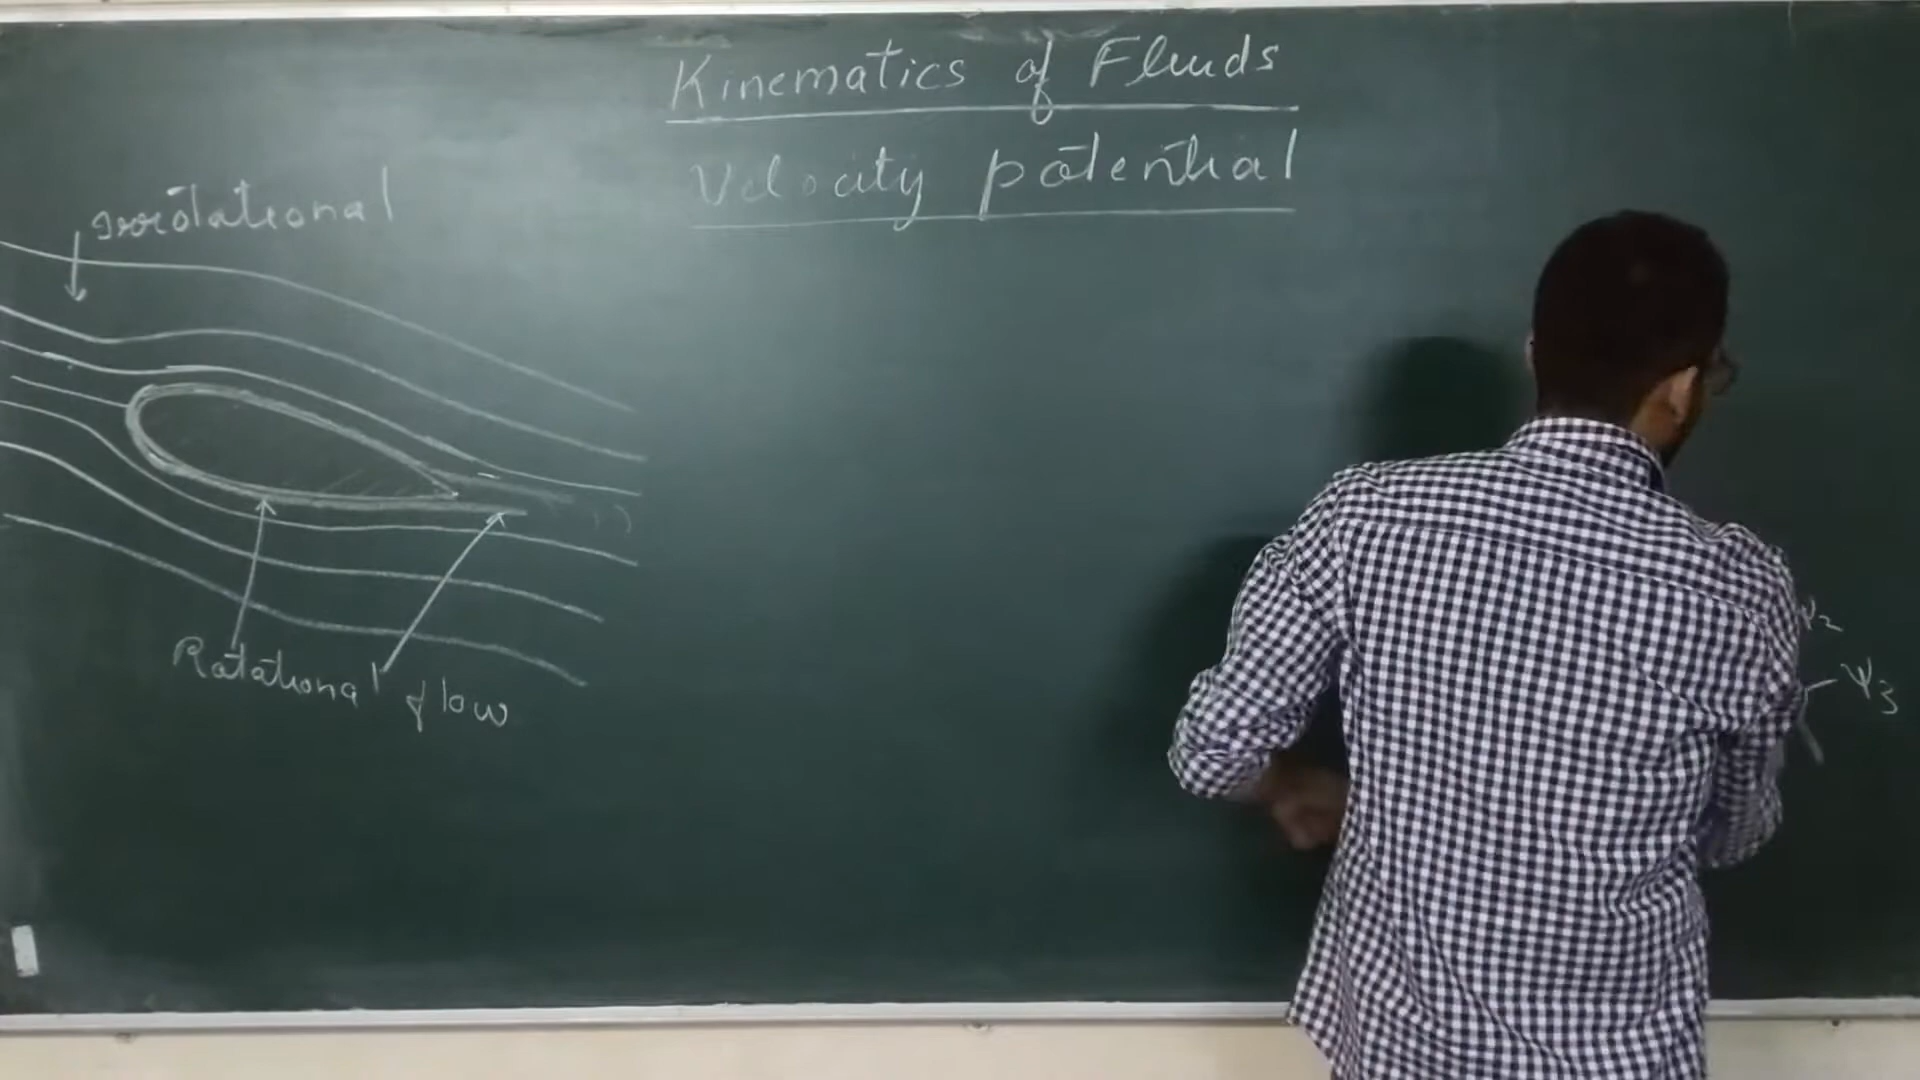 Kinematics of Fluids
Velocity potential
Irrotational
Rotational flow
ψ2
ψ3